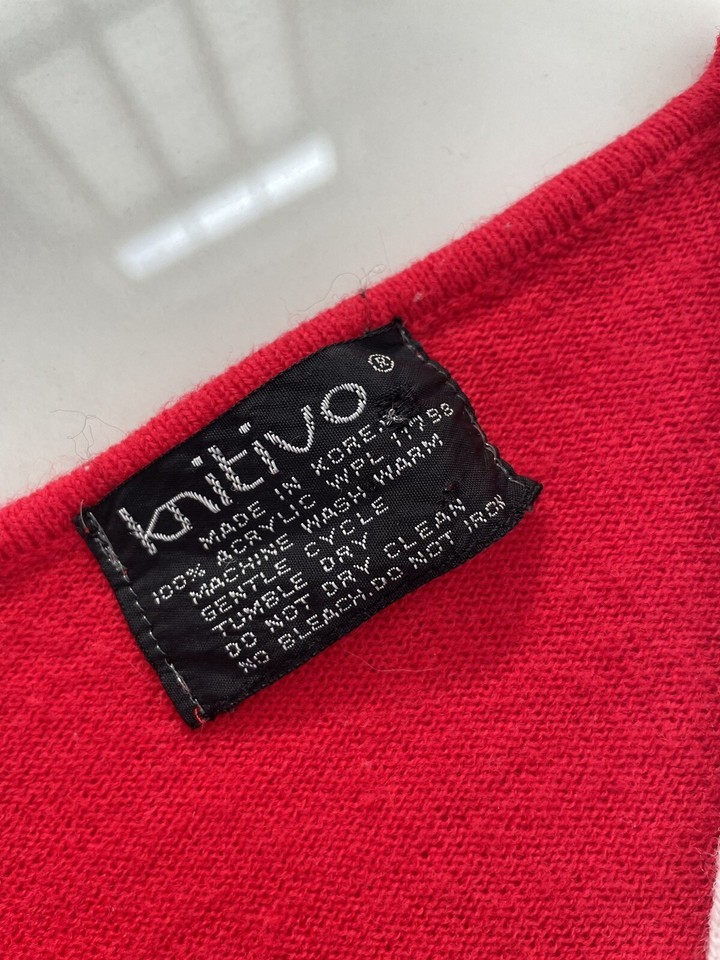 knitivo®
MADE IN KOREA
100% ACRYLIC WPL 11798
MACHINE WASH WARM
GENTLE CYCLE
TUMBLE DRY
DO NOT DRY CLEAN
NO BLEACH.DO NOT IRON